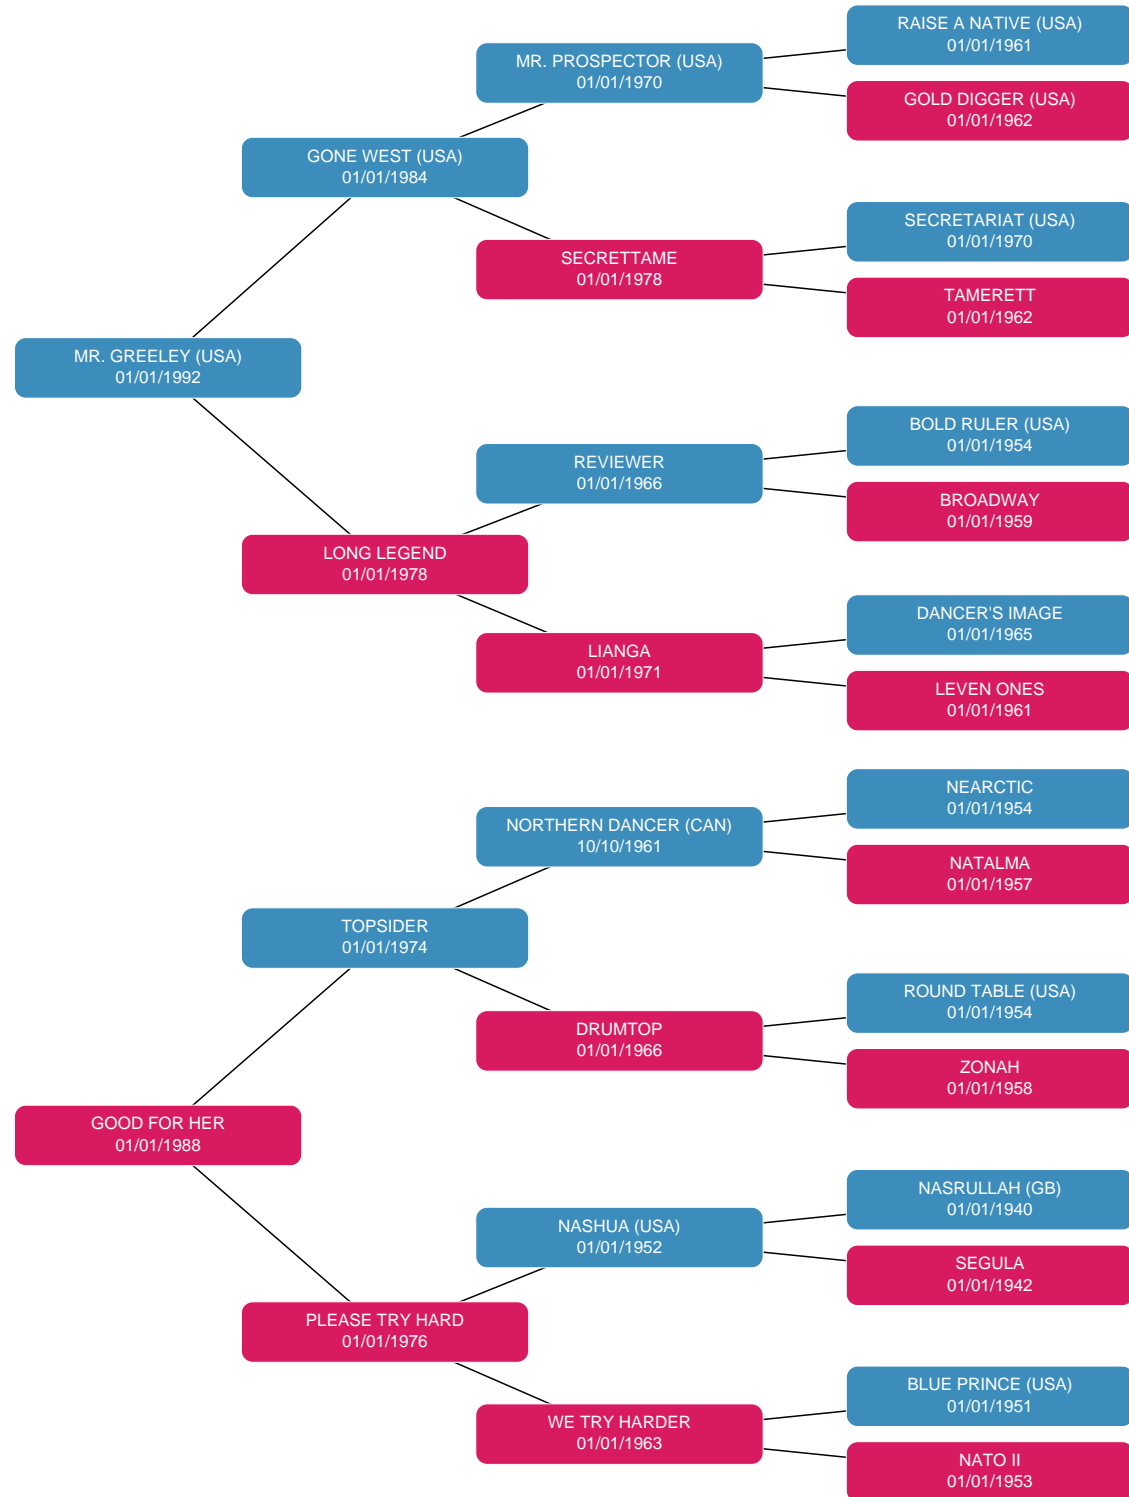 RAISE A NATIVE (USA)
01/01/1961
MR. PROSPECTOR (USA)
01/01/1970
GOLD DIGGER (USA)
01/01/1962
GONE WEST (USA)
01/01/1984
SECRETARIAT (USA)
01/01/1970
SECRETTAME
01/01/1978
TAMERETT
01/01/1962
MR. GREELEY (USA)
01/01/1992
BOLD RULER (USA)
01/01/1954
REVIEWER
01/01/1966
BROADWAY
01/01/1959
LONG LEGEND
01/01/1978
DANCER'S IMAGE
01/01/1965
LIANGA
01/01/1971
LEVEN ONES
01/01/1961
NEARCTIC
01/01/1954
NORTHERN DANCER (CAN)
10/10/1961
NATALMA
01/01/1957
TOPSIDER
01/01/1974
ROUND TABLE (USA)
01/01/1954
DRUMTOP
01/01/1966
ZONAH
01/01/1958
GOOD FOR HER
01/01/1988
NASRULLAH (GB)
01/01/1940
NASHUA (USA)
01/01/1952
SEGULA
01/01/1942
PLEASE TRY HARD
01/01/1976
BLUE PRINCE (USA)
01/01/1951
WE TRY HARDER
01/01/1963
NATO II
01/01/1953